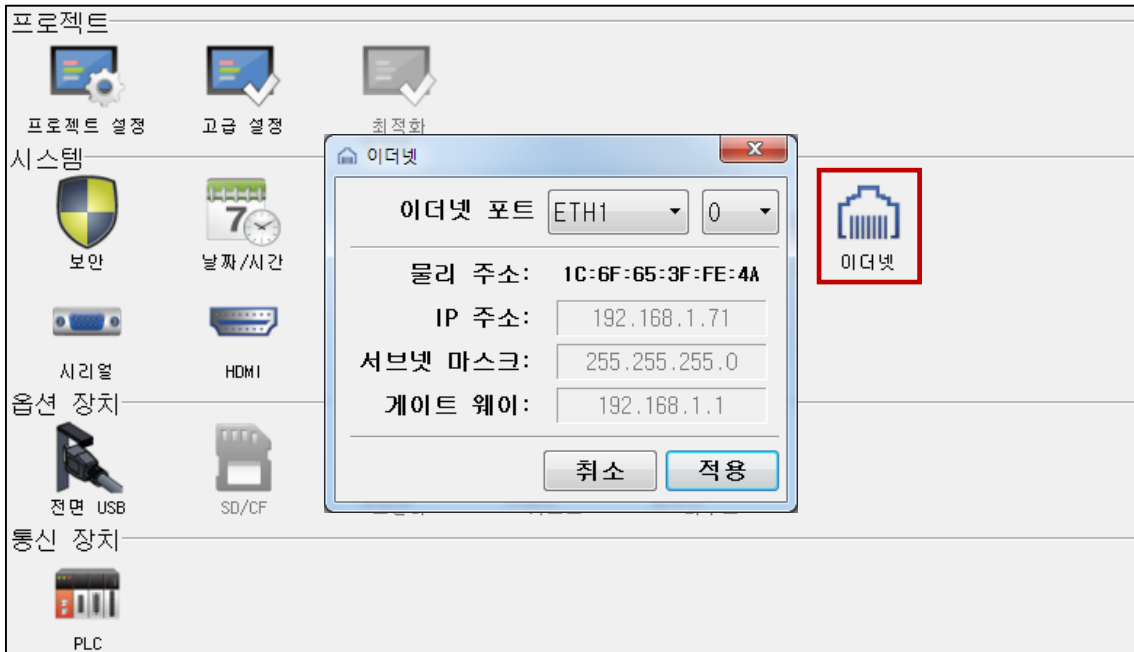 프로젝트
프로젝트 설정
고급 설정
최적화
시스템
보안
날짜/시간
이더넷
시리얼
HDMI
이더넷
이더넷 포트 ETH1 0
물리 주소: 1C:6F:65:3F:FE:4A
IP 주소: 192.168.1.71
서브넷 마스크: 255.255.255.0
게이트 웨이: 192.168.1.1
취소 적용
옵션 장치
전면 USB
SD/CF
통신 장치
PLC